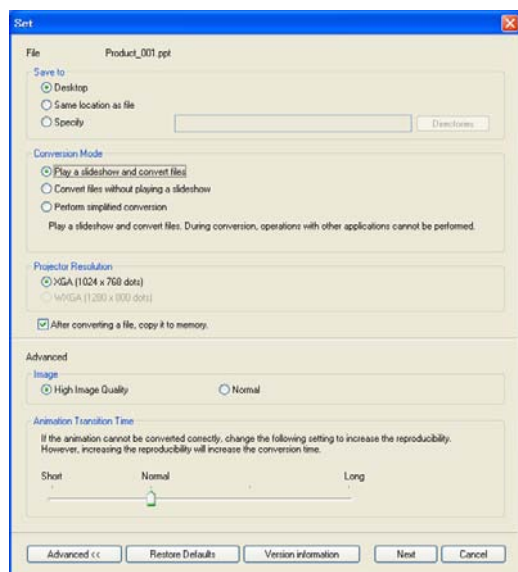 Set
File Product_001.ppt
Save to
Desktop
Same location as file
Specify Directories
Conversion Mode
Play a slideshow and convert files
Convert files without playing a slideshow
Perform simplified conversion
Play a slideshow and convert files. During conversion, operations with other applications cannot be performed.
Projector Resolution
XGA (1024 x 768 dots)
WXGA (1280 x 800 dots)
After converting a file, copy it to memory.
Advanced
Image
High Image Quality Normal
Animation Transition Time
If the animation cannot be converted correctly, change the following setting to increase the reproducibility.
However, increasing the reproducibility will increase the conversion time.
Short Normal Long
Advanced << Restore Defaults Version information Next Cancel